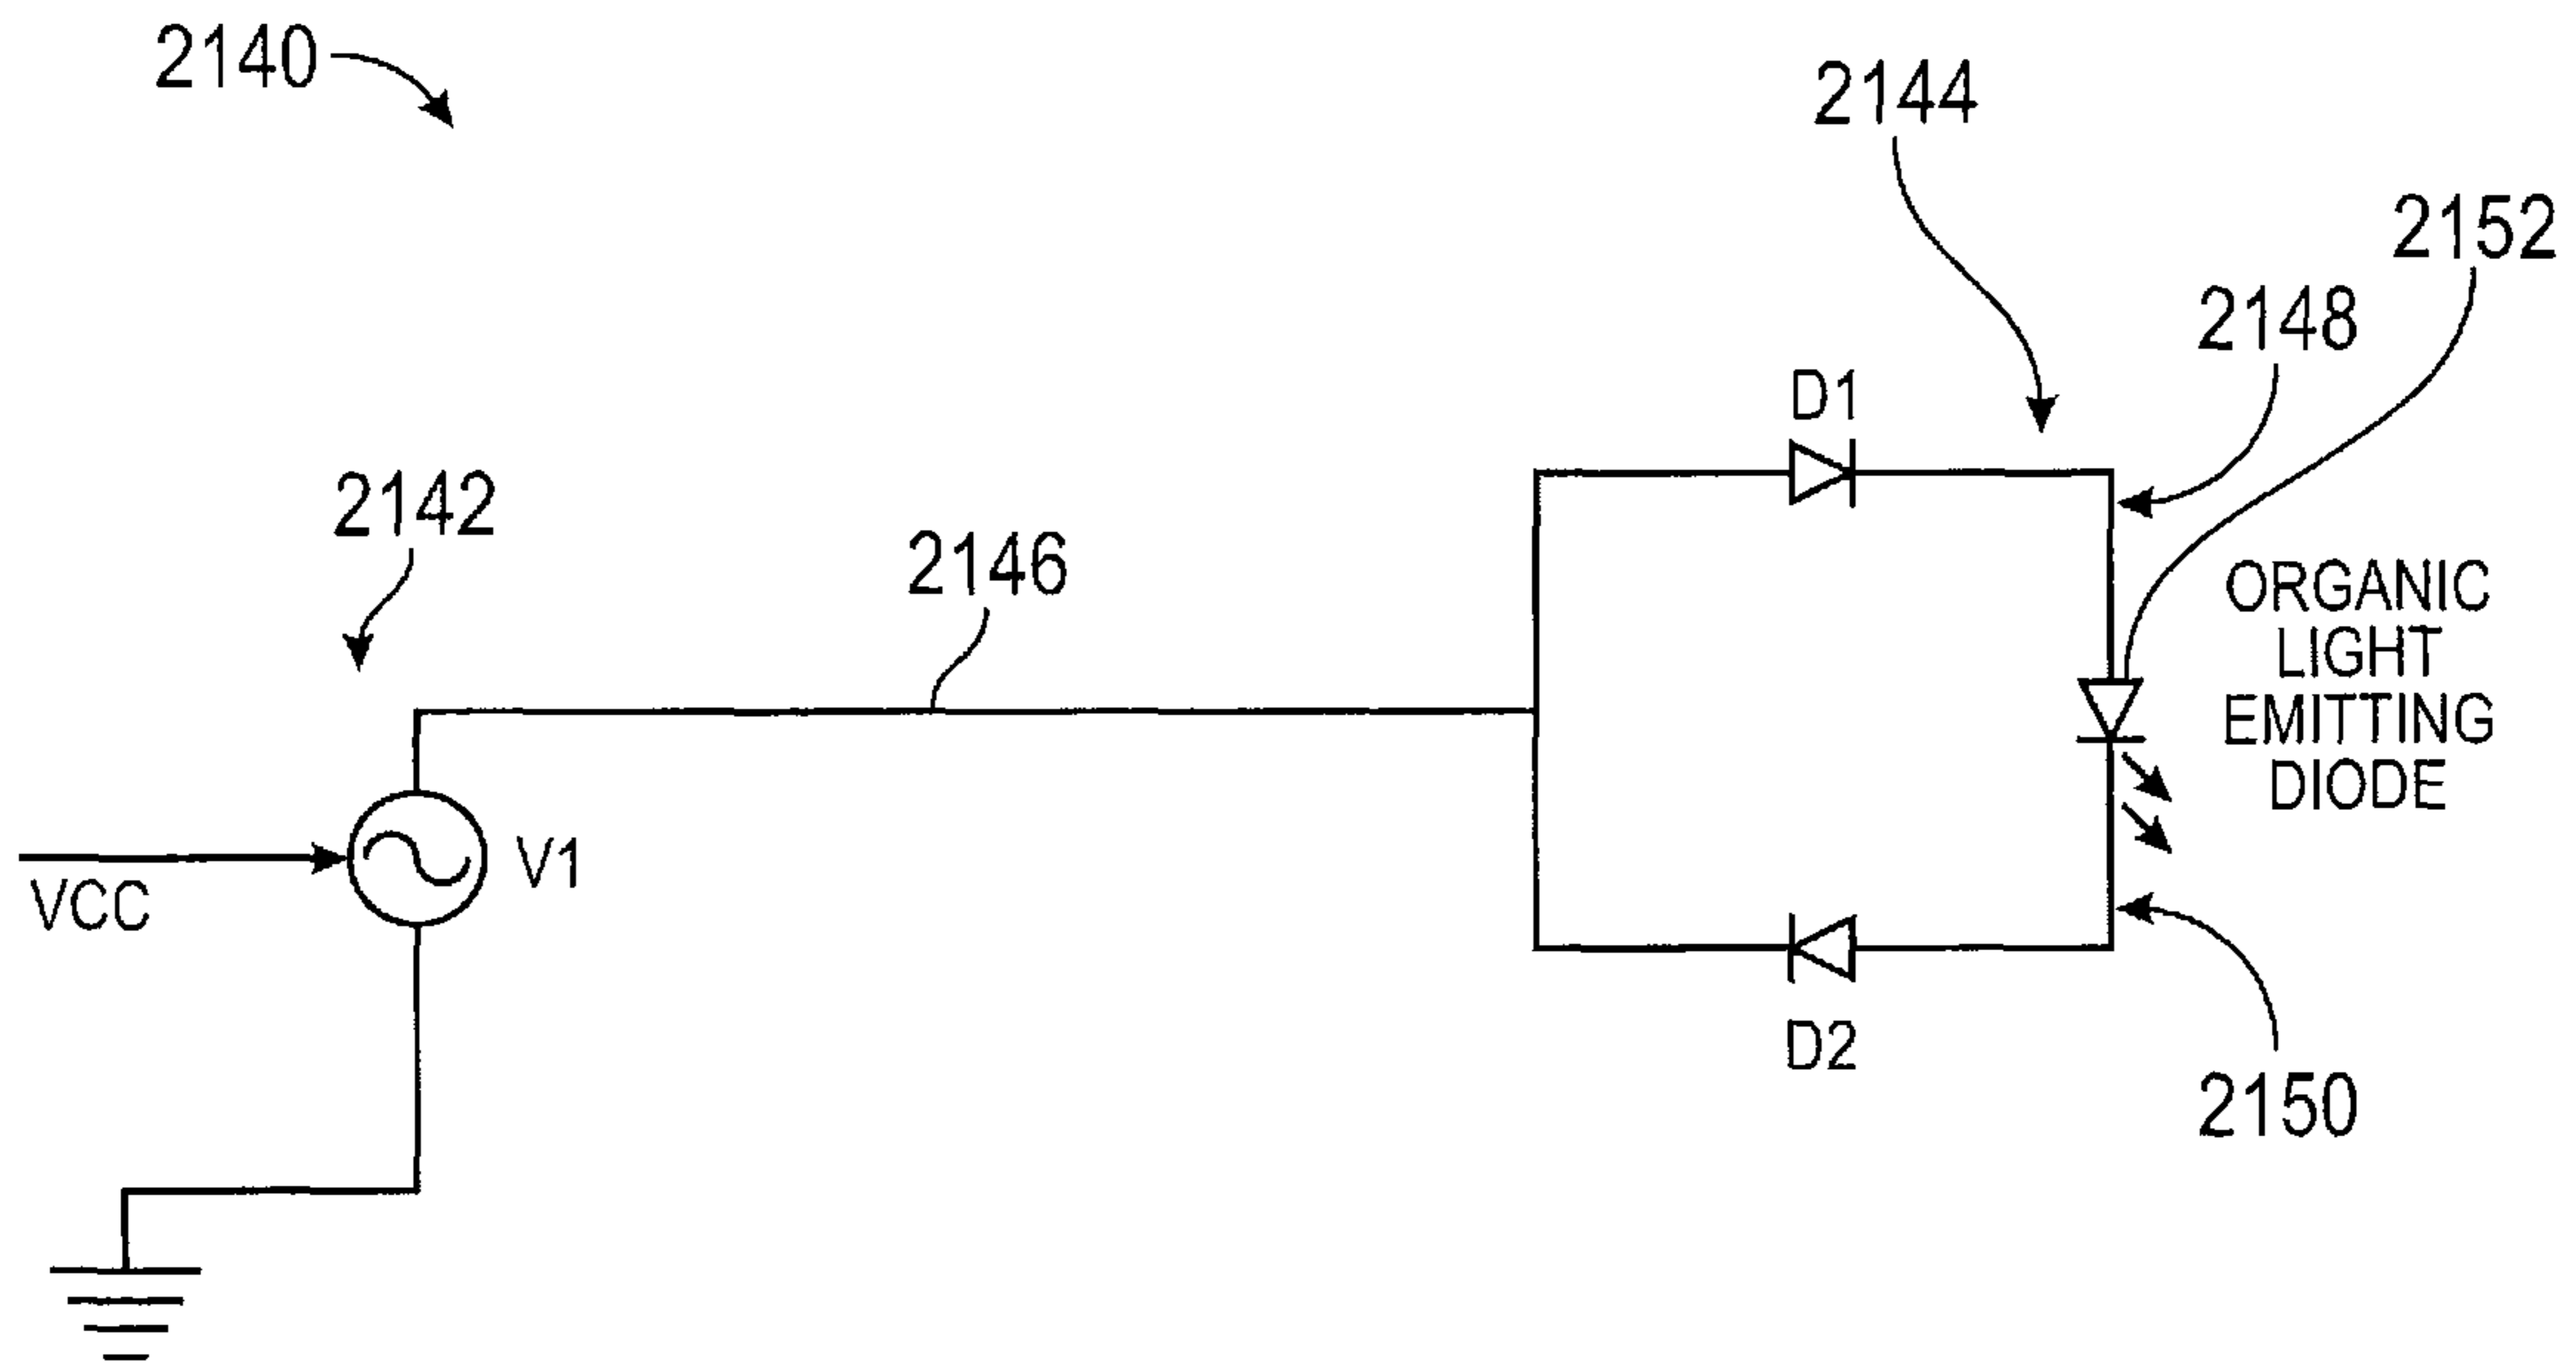 2140
2144
2152
2148
D1
2142
2146
ORGANIC
LIGHT
EMITTING
DIODE
V1
VCC
D2
2150